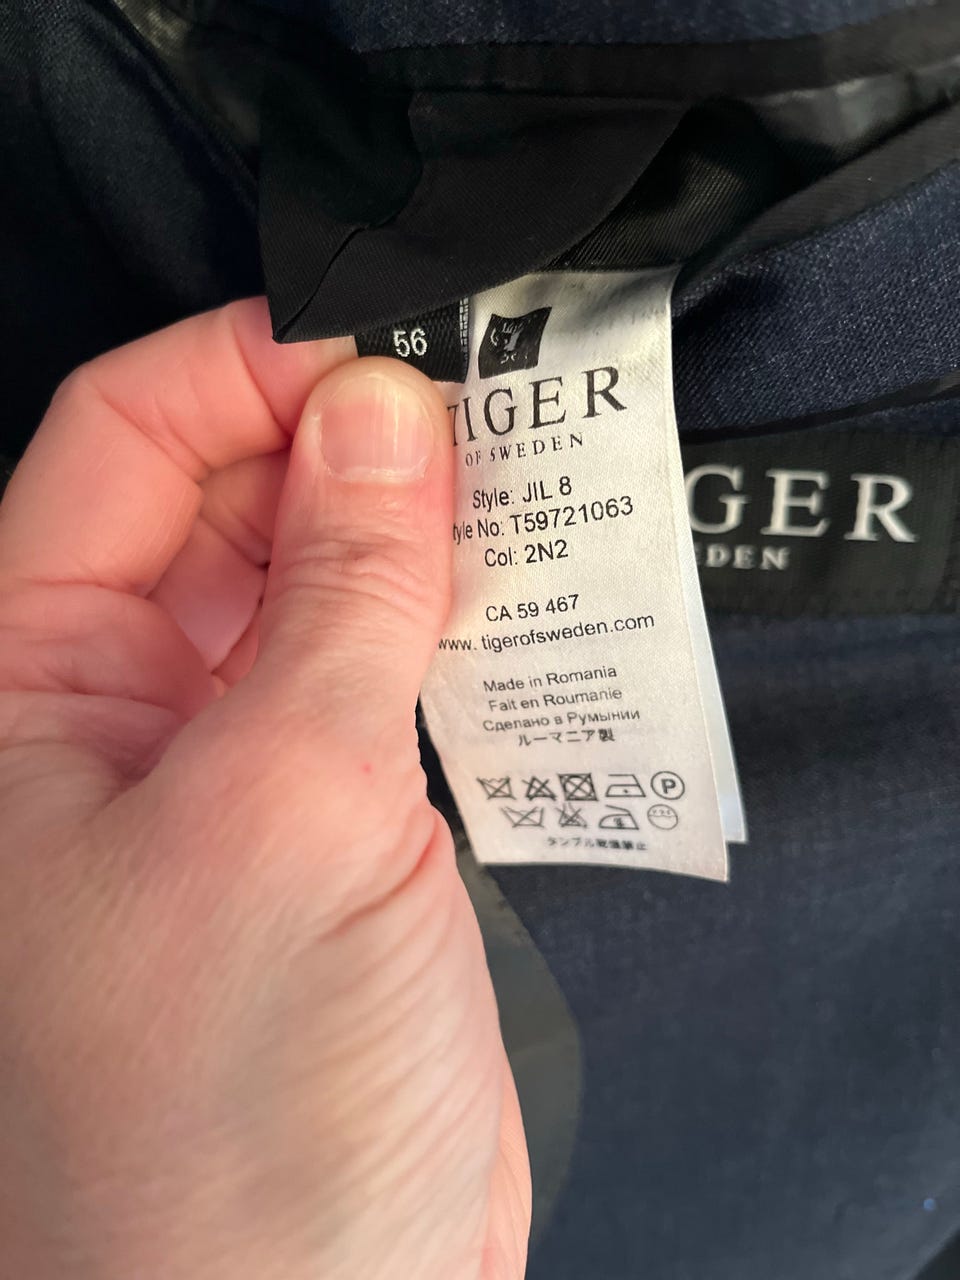 56
TIGER
OF SWEDEN
Style: JIL 8
tyle No: T59721063
Col: 2N2
CA 59 467
www. tigerofsweden.com
Made in Romania
Fait en Roumanie
Сделано в Румынии
ルーマニア製
P
タンブル乾燥禁止
GER
EDEN